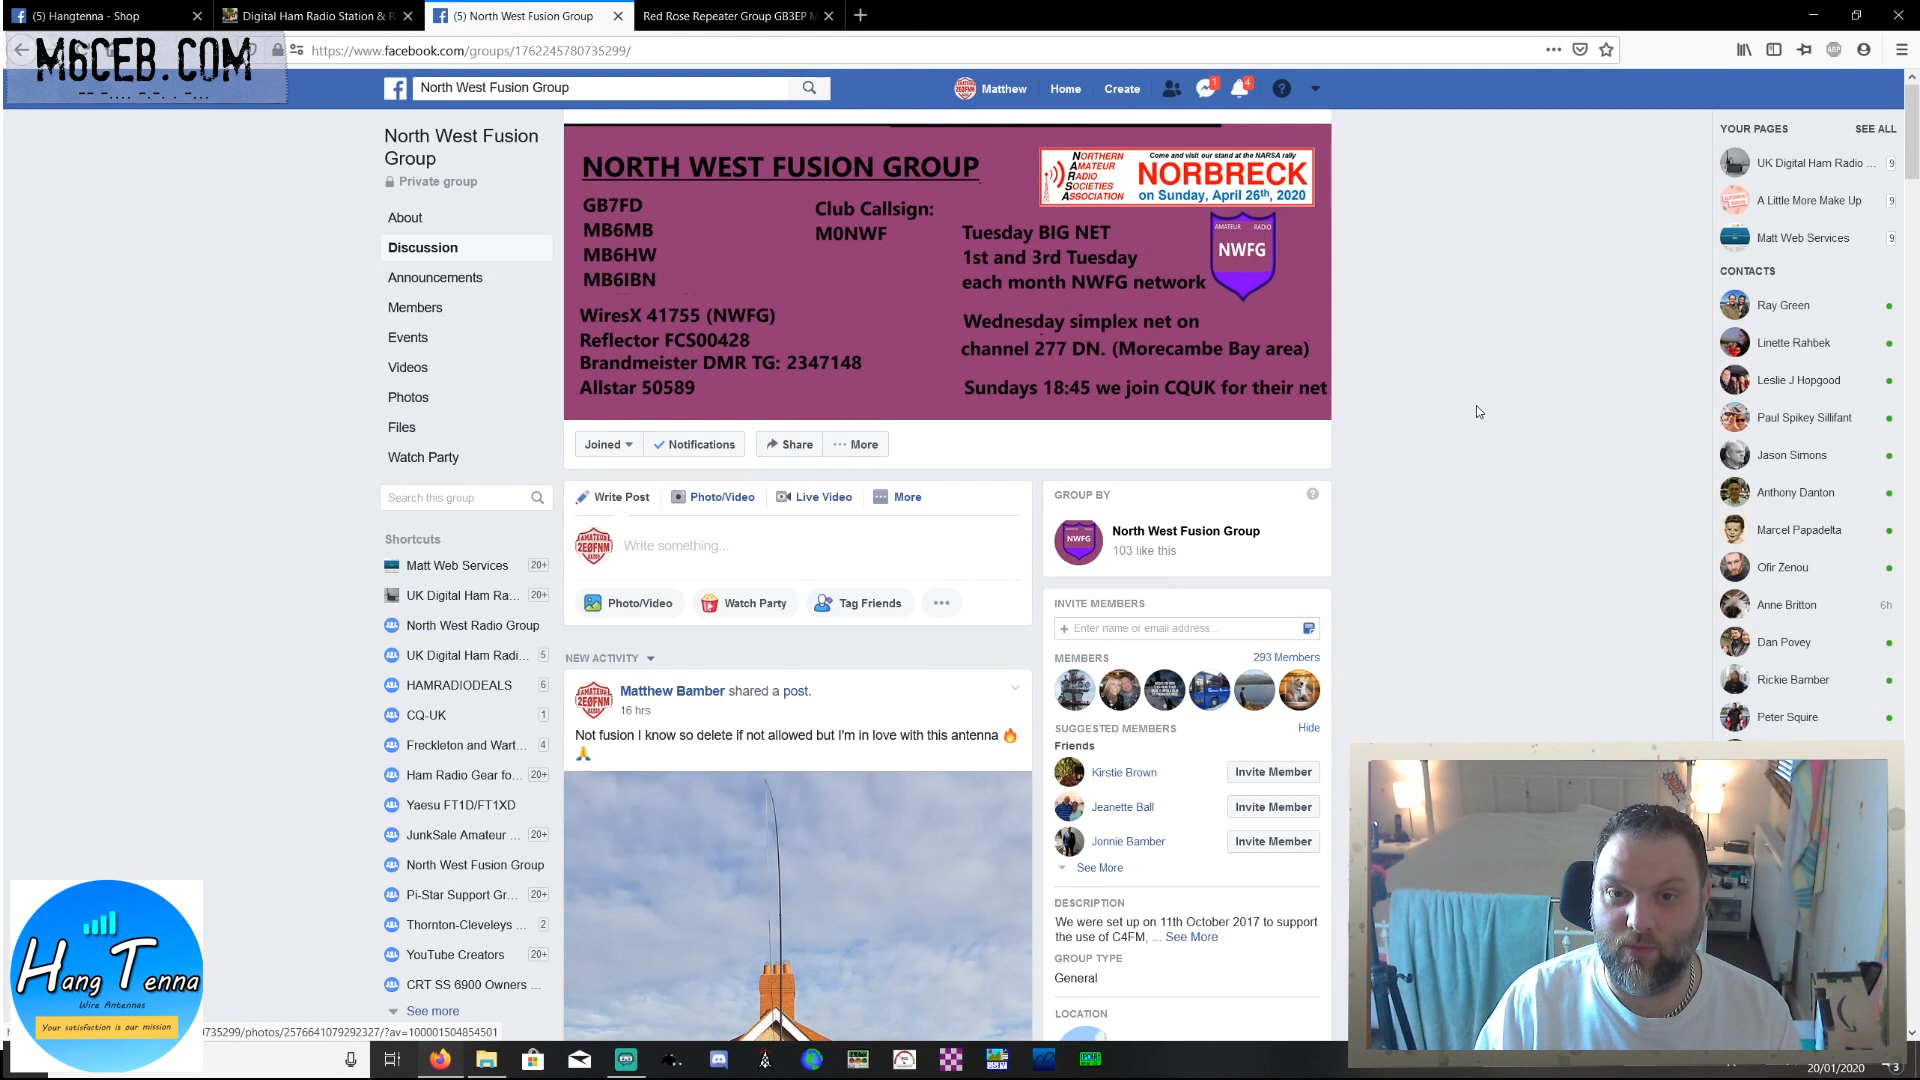 (5) Hangtenna - Shop
Digital Ham Radio Station & R
(5) North West Fusion Group
Red Rose Repeater Group GB3EP M
M6CEB.COM
-- -.... -.-. . -...
https://www.facebook.com/groups/1762245780735299/
North West Fusion Group
Matthew
Home
Create
1
4
North West Fusion Group
Private group
About
Discussion
Announcements
Members
Events
Videos
Photos
Files
Watch Party
Search this group
Shortcuts
Matt Web Services 20+
UK Digital Ham Ra... 20+
North West Radio Group
UK Digital Ham Radi... 5
HAMRADIODEALS 6
CQ-UK 1
Freckleton and Wart... 4
Ham Radio Gear fo... 20+
Yaesu FT1D/FT1XD
JunkSale Amateur ... 20+
North West Fusion Group
Pi-Star Support Gr... 20+
Thornton-Cleveleys ... 2
YouTube Creators 20+
CRT SS 6900 Owners ...
See more
NORTH WEST FUSION GROUP
GB7FD
MB6MB
MB6HW
MB6IBN
Club Callsign:
M0NWF
WiresX 41755 (NWFG)
Reflector FCS00428
Brandmeister DMR TG: 2347148
Allstar 50589
NORTHERN
AMATEUR
RADIO
SOCIETIES
ASSOCIATION
Come and visit our stand at the NARSA rally
NORBRECK
on Sunday, April 26th, 2020
AMATEUR RADIO
NWFG
Tuesday BIG NET
1st and 3rd Tuesday
each month NWFG network
Wednesday simplex net on
channel 277 DN. (Morecambe Bay area)
Sundays 18:45 we join CQUK for their net
Joined
Notifications
Share
More
Write Post
Photo/Video
Live Video
More
Write something...
Photo/Video
Watch Party
Tag Friends
NEW ACTIVITY
Matthew Bamber shared a post.
16 hrs
Not fusion I know so delete if not allowed but I'm in love with this antenna
GROUP BY
NWFG
North West Fusion Group
103 like this
INVITE MEMBERS
Enter name or email address...
MEMBERS
293 Members
SUGGESTED MEMBERS
Hide
Friends
Kirstie Brown
Invite Member
Jeanette Ball
Invite Member
Jonnie Bamber
Invite Member
See More
DESCRIPTION
We were set up on 11th October 2017 to support
the use of C4FM, ... See More
GROUP TYPE
General
LOCATION
YOUR PAGES
SEE ALL
UK Digital Ham Radio ... 9
A Little More Make Up 9
Matt Web Services 9
CONTACTS
Ray Green
Linette Rahbek
Leslie J Hopgood
Paul Spikey Sillifant
Jason Simons
Anthony Danton
Marcel Papadelta
Ofir Zenou
Anne Britton 6h
Dan Povey
Rickie Bamber
Peter Squire
Hang Tenna
Wire Antennas
Your satisfaction is our mission
735299/photos/2576641079292327/?av=100001504854501
20/01/2020
3